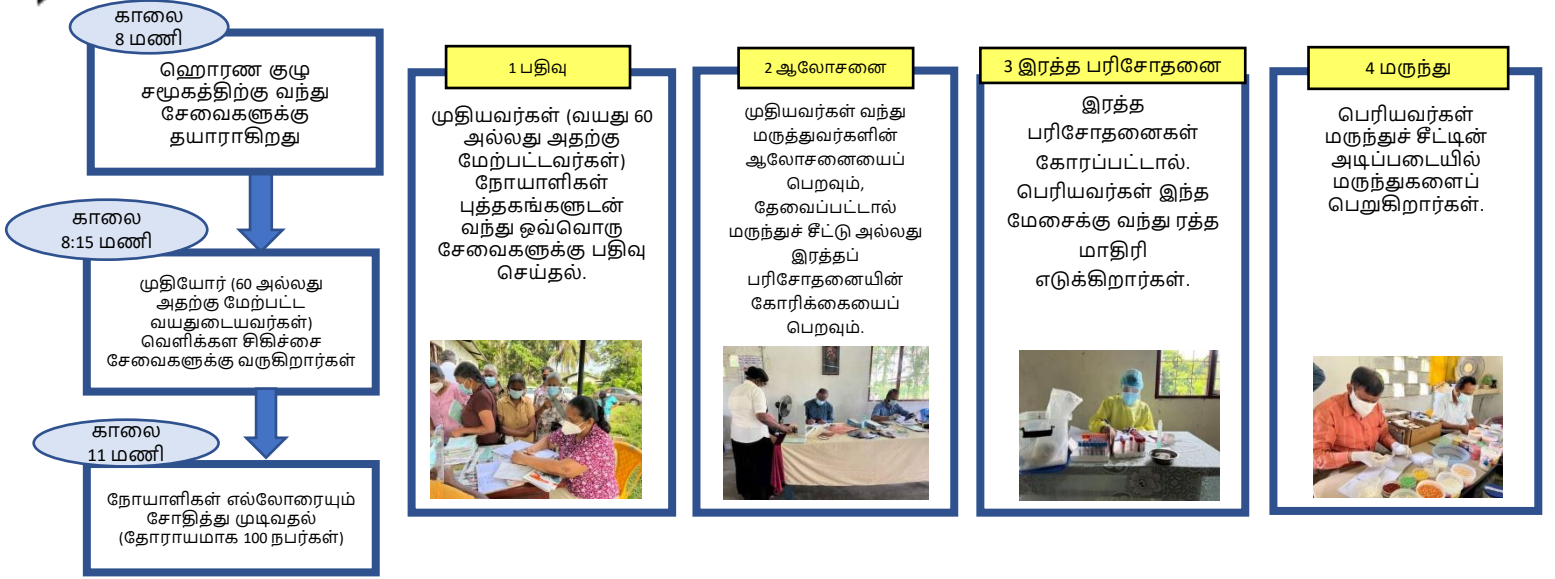 காலை
8 மணி
ஹொரண குழு
சமூகத்திற்கு வந்து
சேவைகளுக்கு
தயாராகிறது
காலை
8:15 மணி
முதியோர் (60 அல்லது
அதற்கு மேற்பட்ட
வயதுடையவர்கள்)
வெளிக்கள சிகிச்சை
சேவைகளுக்கு வருகிறார்கள்
காலை
11 மணி
நோயாளிகள் எல்லோரையும்
சோதித்து முடிவதல்
(தோராயமாக 100 நபர்கள்)
1 பதிவு
முதியவர்கள் (வயது 60
அல்லது அதற்கு
மேற்பட்டவர்கள்)
நோயாளிகள்
புத்தகங்களுடன்
வந்து ஒவ்வொரு
சேவைகளுக்கு பதிவு
செய்தல்.
2 ஆலோசனை
முதியவர்கள் வந்து
மருத்துவர்களின்
ஆலோசனையைப்
பெறவும்,
தேவைப்பட்டால்
மருந்துச் சீட்டு அல்லது
இரத்தப்
பரிசோதனையின்
கோரிக்கையைப்
பெறவும்.
3 இரத்த பரிசோதனை
இரத்த
பரிசோதனைகள்
கோரப்பட்டால்.
பெரியவர்கள் இந்த
மேசைக்கு வந்து ரத்த
மாதிரி
எடுக்கிறார்கள்.
4 மருந்து
பெரியவர்கள்
மருந்துச் சீட்டின்
அடிப்படையில்
மருந்துகளைப்
பெறுகிறார்கள்.